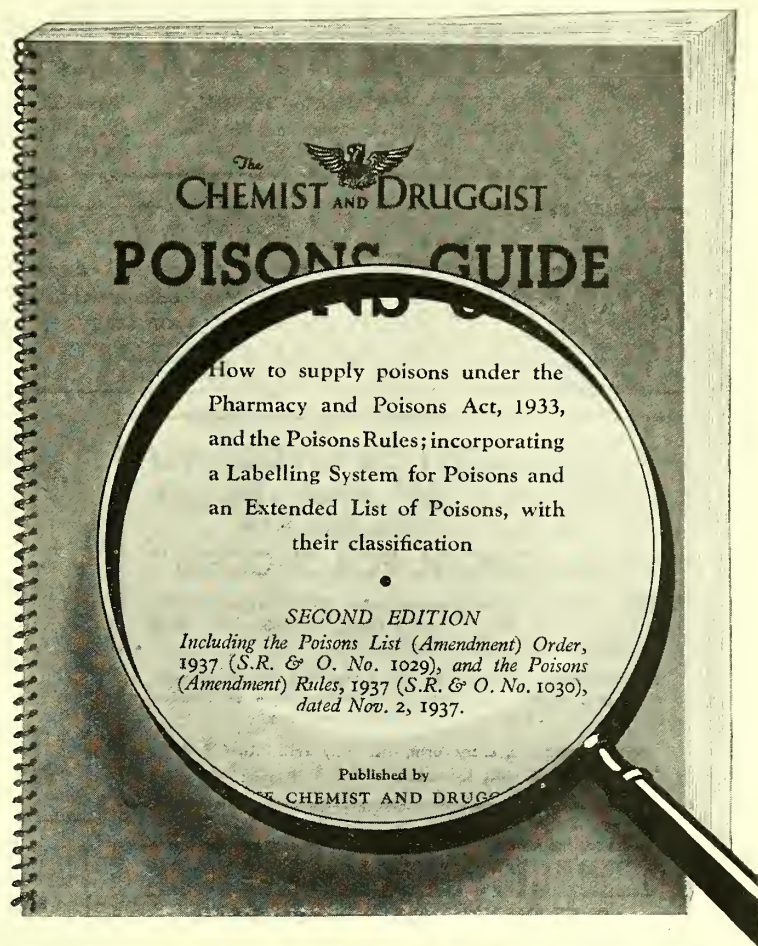 The
CHEMIST AND DRUGGIST
POISONS GUIDE
How to supply poisons under the
Pharmacy and Poisons Act, 1933,
and the Poisons Rules; incorporating
a Labelling System for Poisons and
an Extended List of Poisons, with
their classification
•
SECOND EDITION
Including the Poisons List (Amendment) Order,
1937 (S.R. & O. No. 1029), and the Poisons
(Amendment) Rules, 1937 (S.R. & O. No. 1030),
dated Nov. 2, 1937.
Published by
CHEMIST AND